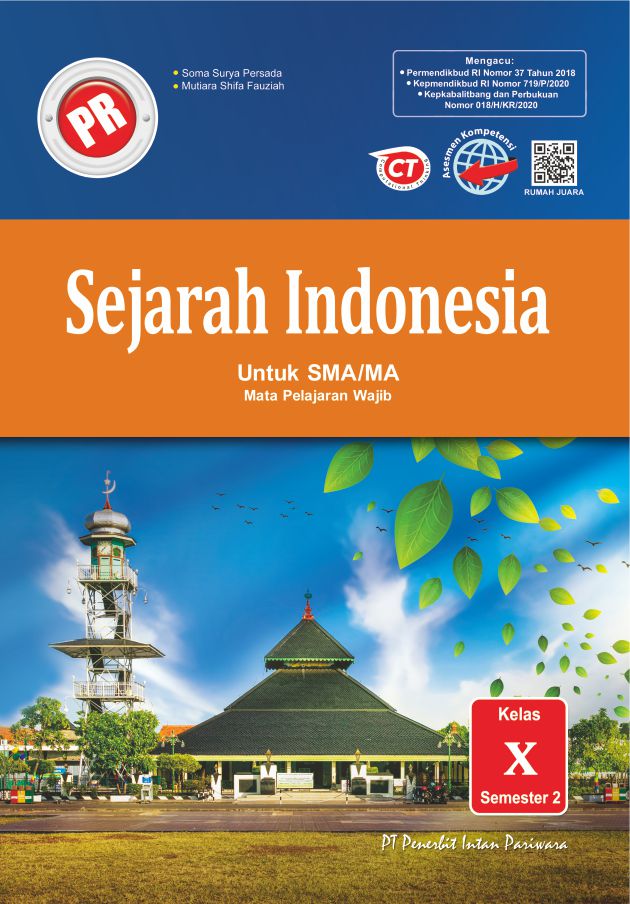 PR
• Soma Surya Persada
• Mutiara Shifa Fauziah
Mengacu:
• Permendikbud RI Nomor 37 Tahun 2018
• Kepmendikbud RI Nomor 719/P/2020
• Kepkabalitbang dan Perbukuan
Nomor 018/H/KR/2020
CT
Computational Thinking
Asesmen Kompetensi
RUMAH JUARA
Sejarah Indonesia
Untuk SMA/MA
Mata Pelajaran Wajib
Kelas
X
Semester 2
PT Penerbit Intan Pariwara